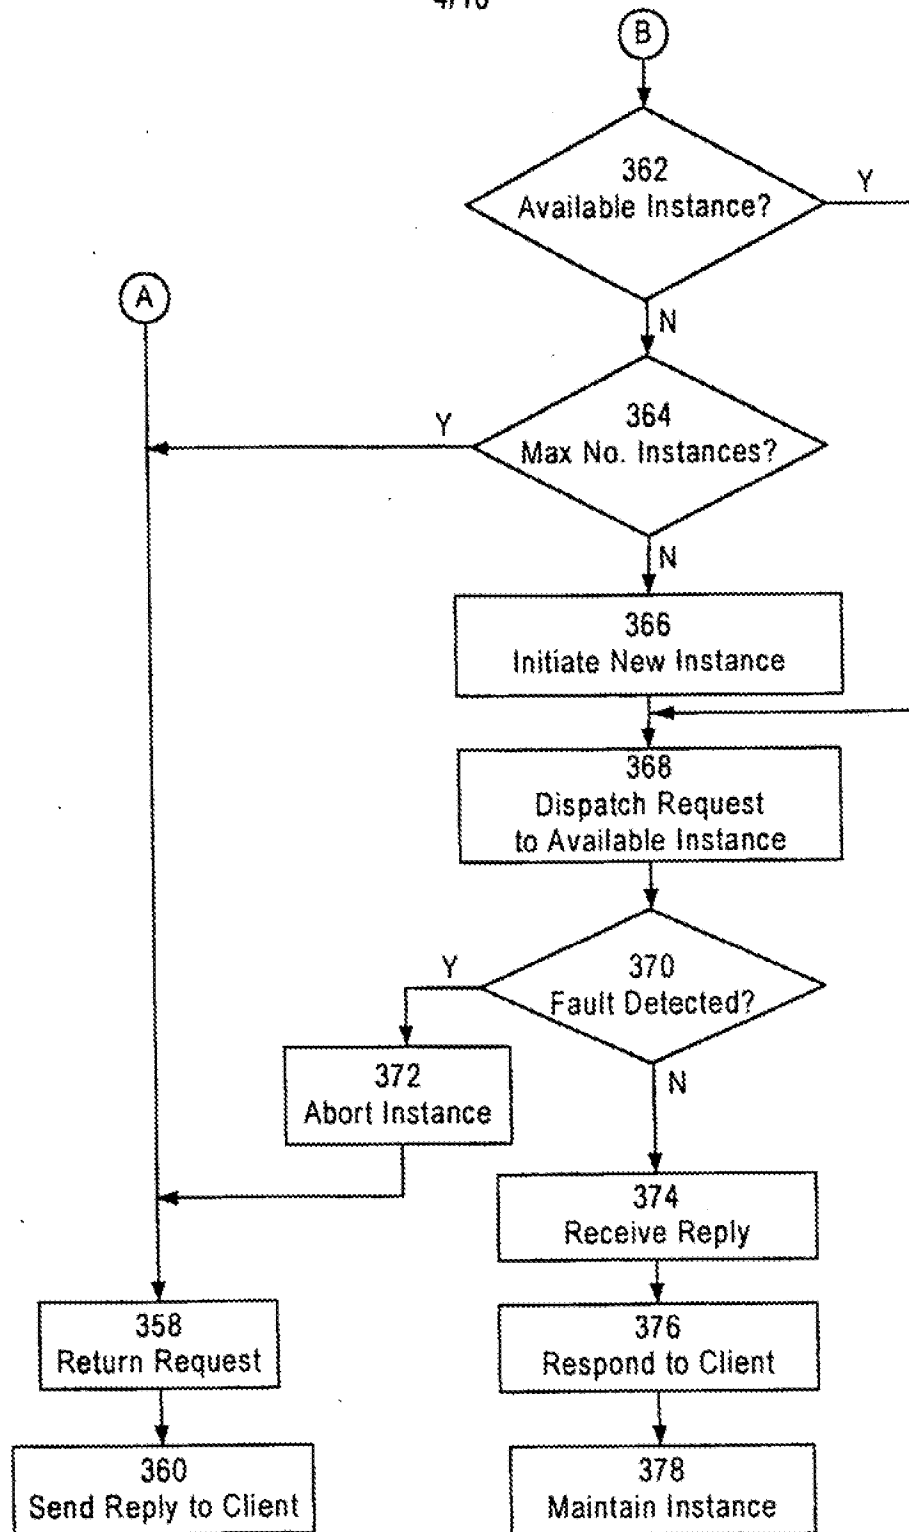 B
362
Available Instance?
Y
A
N
364
Max No. Instances?
Y
N
366
Initiate New Instance
368
Dispatch Request
to Available Instance
370
Fault Detected?
Y
N
372
Abort Instance
374
Receive Reply
358
Return Request
376
Respond to Client
360
Send Reply to Client
378
Maintain Instance